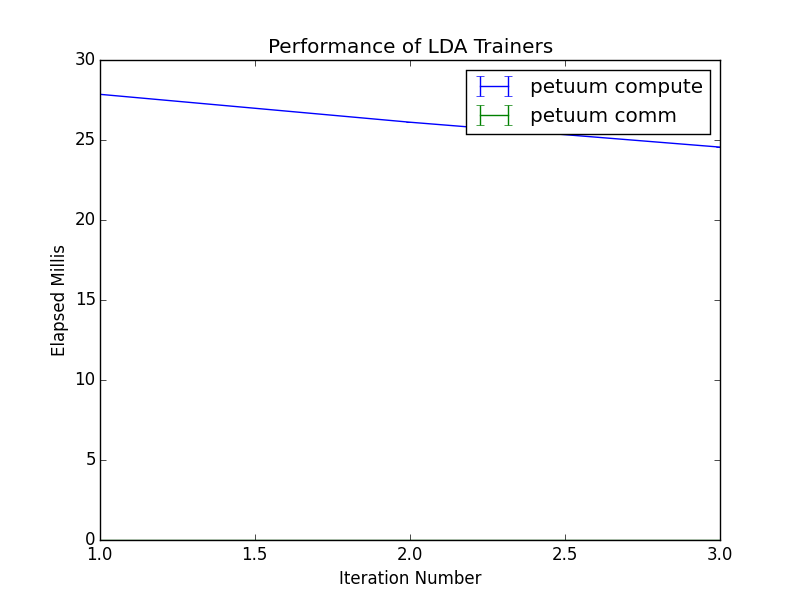 Performance of LDA Trainers
petuum compute
petuum comm
Elapsed Millis
30
25
20
15
10
5
0
1.0 1.5 2.0 2.5 3.0
Iteration Number